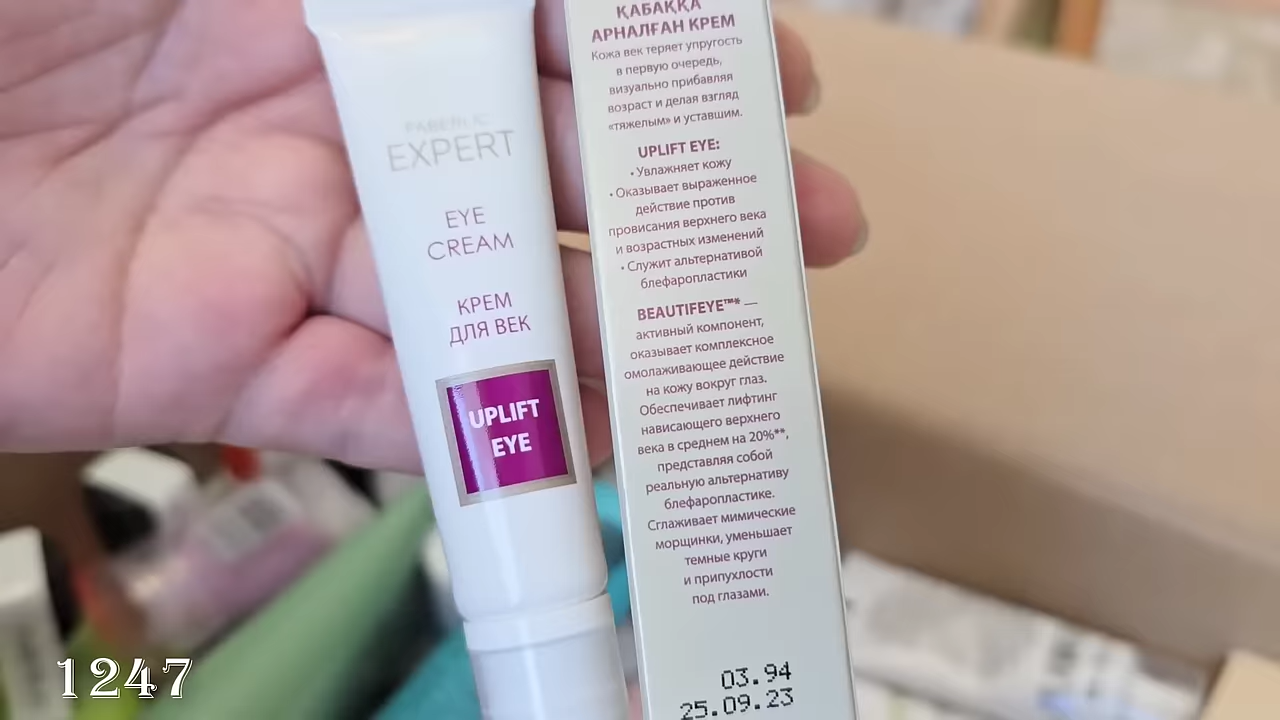 FABERLIC
EXPERT
EYE
CREAM
КРЕМ
ДЛЯ ВЕК
UPLIFT
EYE
ҚАБАҚҚА
АРНАЛҒАН КРЕМ
Кожа век теряет упругость
в первую очередь,
визуально прибавляя
возраст и делая взгляд
«тяжелым» и уставшим.
UPLIFT EYE:
• Увлажняет кожу
• Оказывает выраженное
действие против
провисания верхнего века
и возрастных изменений
• Служит альтернативой
блефаропластики
BEAUTIFEYE™* —
активный компонент,
оказывает комплексное
омолаживающее действие
на кожу вокруг глаз.
Обеспечивает лифтинг
нависающего верхнего
века в среднем на 20%**,
представляя собой
реальную альтернативу
блефаропластике.
Сглаживает мимические
морщинки, уменьшает
темные круги
и припухлости
под глазами.
03.94
25.09.23
1247